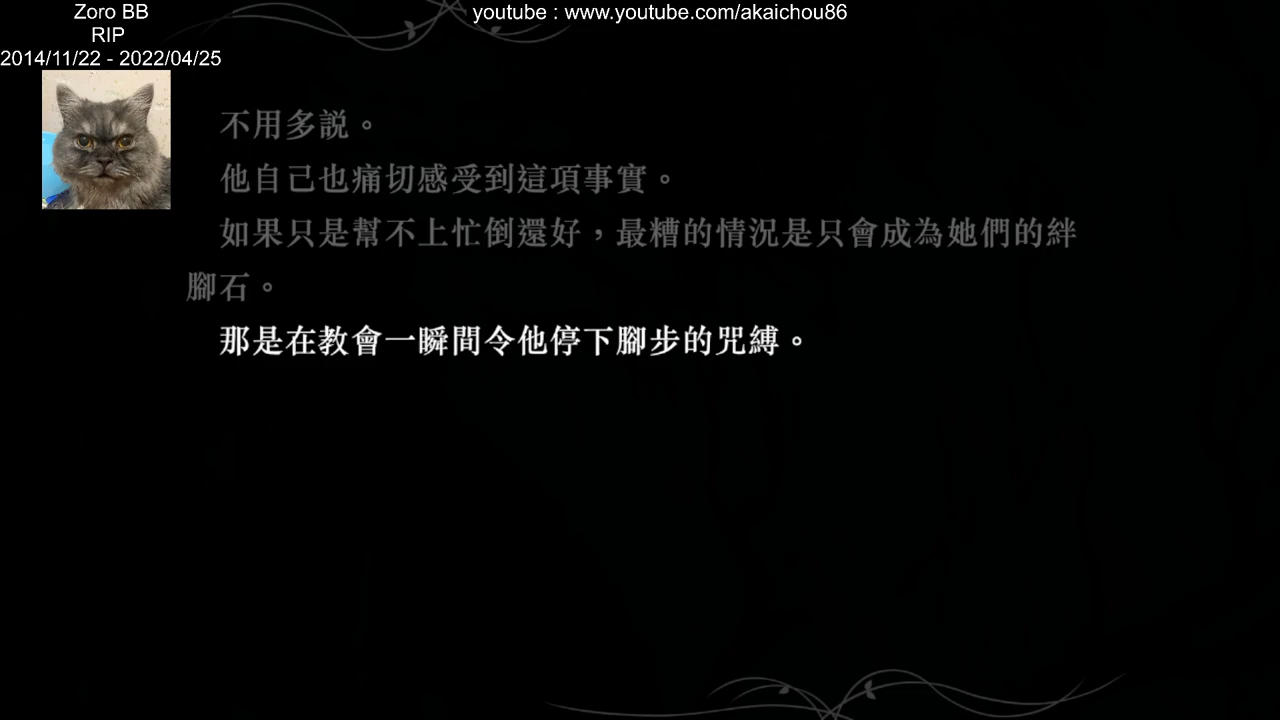 Zoro BB
RIP
2014/11/22 - 2022/04/25
youtube : www.youtube.com/akaichou86
不用多説。
他自己也痛切感受到這項事實。
如果只是幫不上忙倒還好，最糟的情況是只會成為她們的絆
腳石。
那是在教會一瞬間令他停下腳步的咒縛。